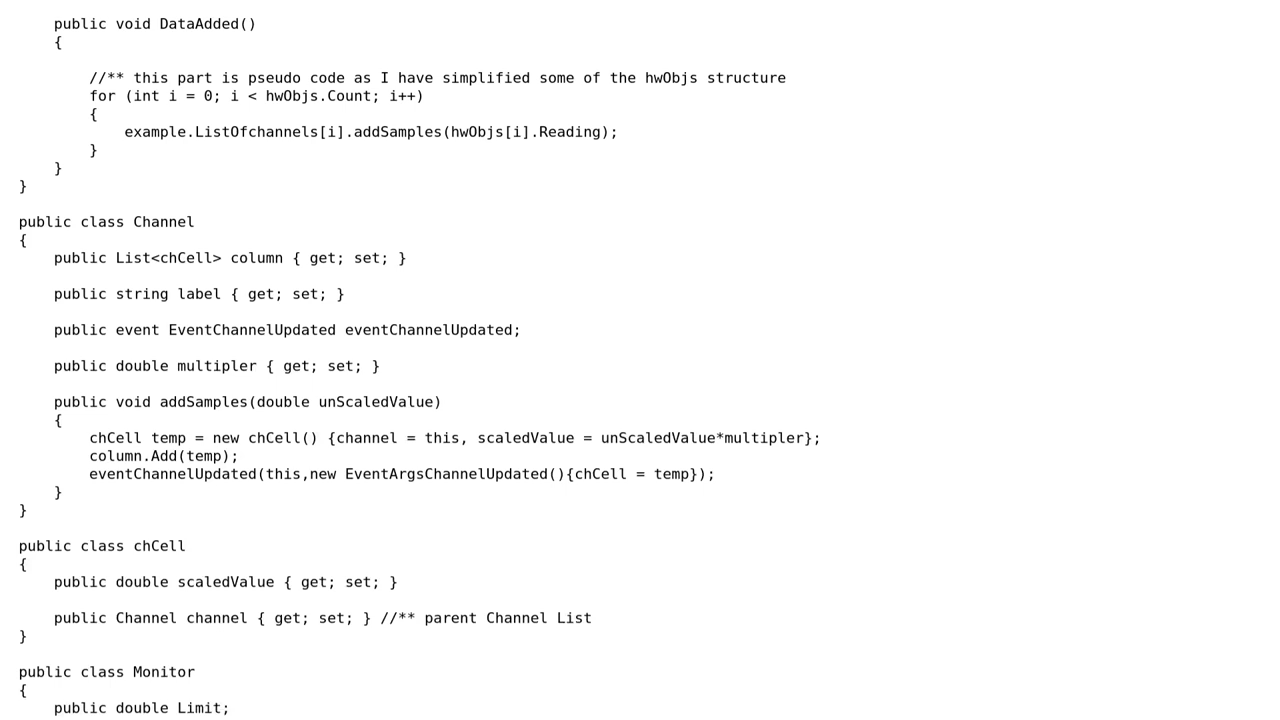 public void DataAdded()
{
//** this part is pseudo code as I have simplified some of the hwObjs structure
for (int i = 0; i < hwObjs.Count; i++)
{
example.ListOfchannels[i].addSamples(hwObjs[i].Reading);
}
}
}
public class Channel
{
public List<chCell> column { get; set; }
public string label { get; set; }
public event EventChannelUpdated eventChannelUpdated;
public double multipler { get; set; }
public void addSamples(double unScaledValue)
{
chCell temp = new chCell() {channel = this, scaledValue = unScaledValue*multipler};
column.Add(temp);
eventChannelUpdated(this,new EventArgsChannelUpdated(){chCell = temp});
}
}
public class chCell
{
public double scaledValue { get; set; }
public Channel channel { get; set; } //** parent Channel List
}
public class Monitor
{
public double Limit;